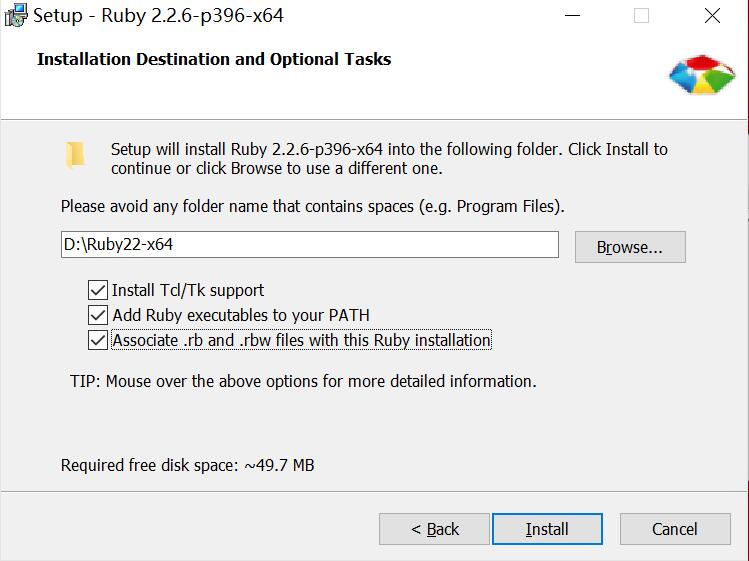 Setup - Ruby 2.2.6-p396-x64
Installation Destination and Optional Tasks
Setup will install Ruby 2.2.6-p396-x64 into the following folder. Click Install to
continue or click Browse to use a different one.
Please avoid any folder name that contains spaces (e.g. Program Files).
D:\Ruby22-x64
Browse...
Install Tcl/Tk support
Add Ruby executables to your PATH
Associate .rb and .rbw files with this Ruby installation
TIP: Mouse over the above options for more detailed information.
Required free disk space: ~49.7 MB
< Back
Install
Cancel